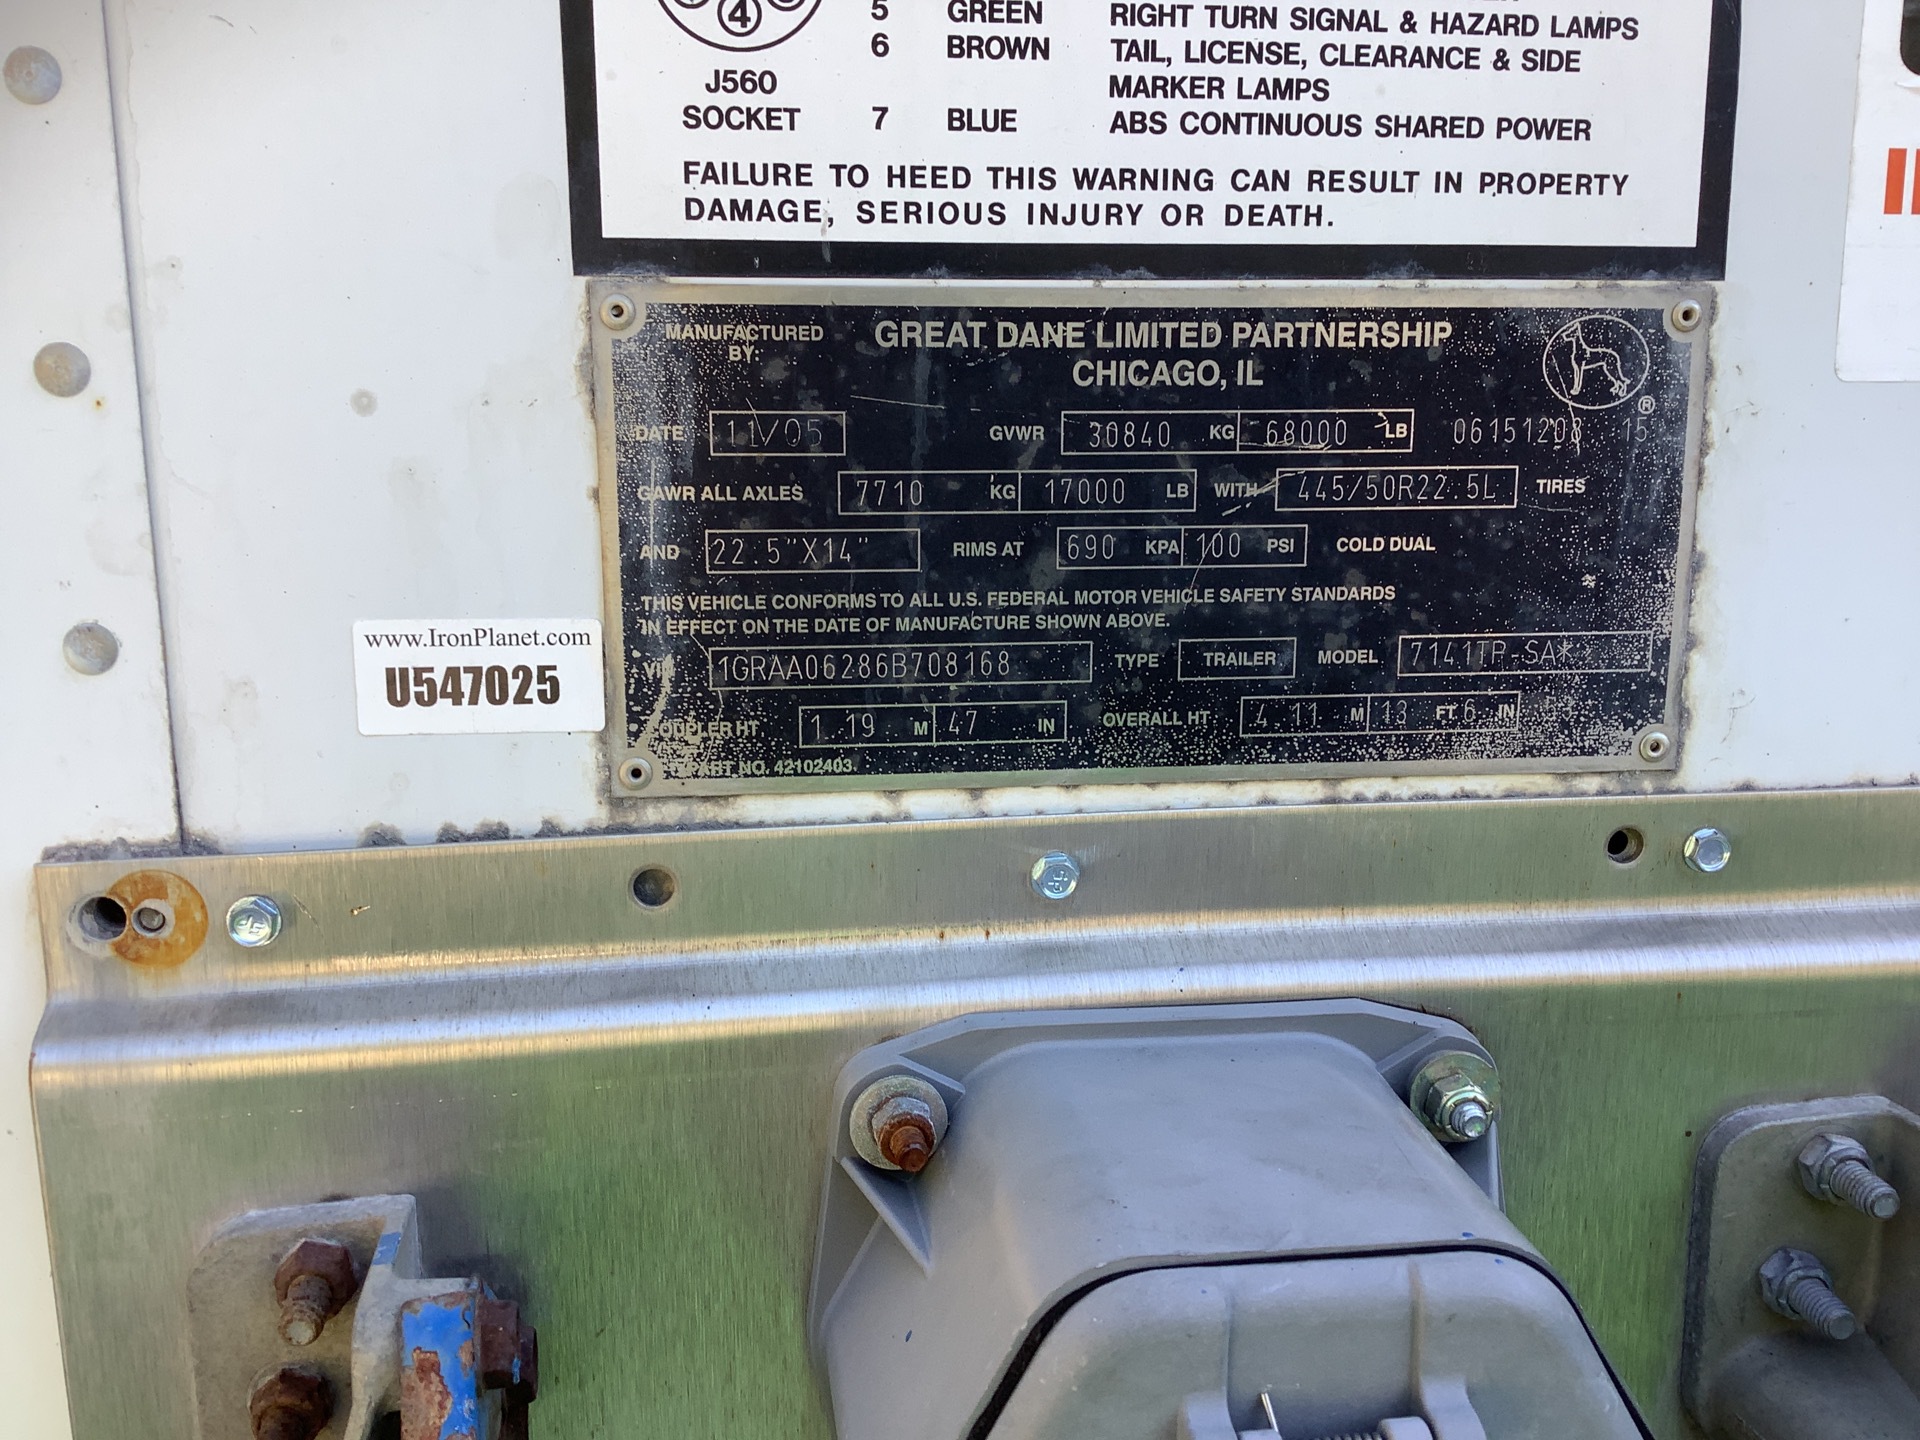 4
5 GREEN RIGHT TURN SIGNAL & HAZARD LAMPS
6 BROWN TAIL, LICENSE, CLEARANCE & SIDE
MARKER LAMPS
J560
SOCKET 7 BLUE ABS CONTINUOUS SHARED POWER
FAILURE TO HEED THIS WARNING CAN RESULT IN PROPERTY
DAMAGE, SERIOUS INJURY OR DEATH.
MANUFACTURED BY: GREAT DANE LIMITED PARTNERSHIP
CHICAGO, IL
®
DATE 11/05 GVWR 30840 KG 68000 LB 06151208 15
GAWR ALL AXLES 7710 KG 17000 LB WITH 445/50R22.5L TIRES
AND 22.5"X14" RIMS AT 690 KPA 100 PSI COLD DUAL
THIS VEHICLE CONFORMS TO ALL U.S. FEDERAL MOTOR VEHICLE SAFETY STANDARDS
IN EFFECT ON THE DATE OF MANUFACTURE SHOWN ABOVE.
VIN 1GRAA06286B708168 TYPE TRAILER MODEL 7141TP-SA*
COUPLER HT 1.19 M 47 IN OVERALL HT 4.11 M 13 FT 6 IN 53
PART NO. 42102403.
www.IronPlanet.com
U547025